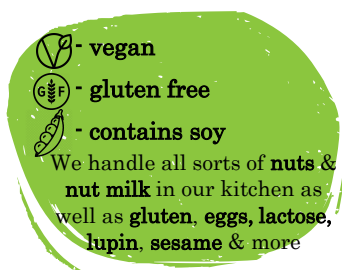 - vegan
G F - gluten free
- contains soy
We handle all sorts of nuts &
nut milk in our kitchen as
well as gluten, eggs, lactose,
lupin, sesame & more